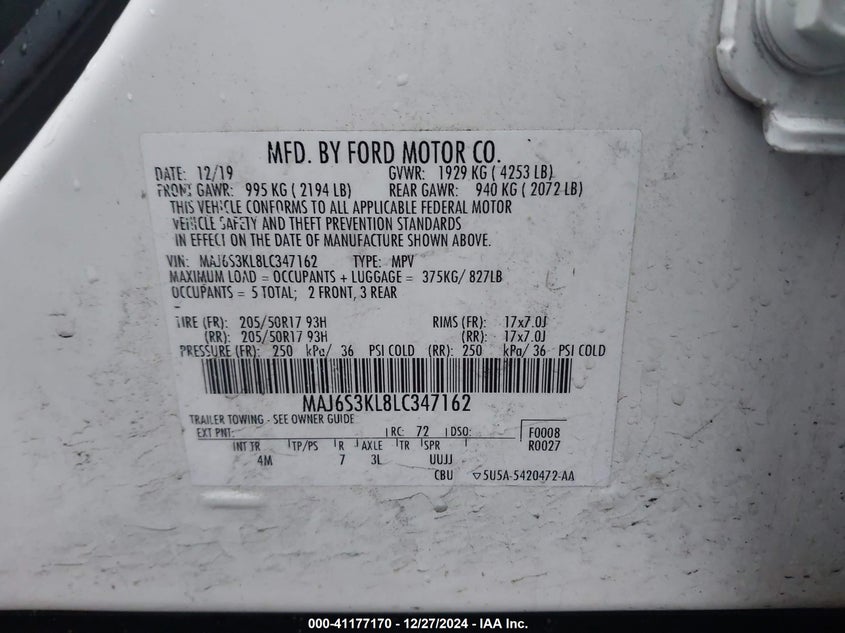 MFD. BY FORD MOTOR CO.
DATE: 12/19 GVWR: 1929 KG ( 4253 LB)
FRONT GAWR: 995 KG ( 2194 LB) REAR GAWR: 940 KG ( 2072 LB)
THIS VEHICLE CONFORMS TO ALL APPLICABLE FEDERAL MOTOR
VEHICLE SAFETY AND THEFT PREVENTION STANDARDS
IN EFFECT ON THE DATE OF MANUFACTURE SHOWN ABOVE.
VIN: MAJ6S3KL8LC347162 TYPE: MPV
MAXIMUM LOAD = OCCUPANTS + LUGGAGE = 375KG/ 827LB
OCCUPANTS = 5 TOTAL; 2 FRONT, 3 REAR
TIRE (FR): 205/50R17 93H RIMS (FR): 17x7.0J
(RR): 205/50R17 93H (RR): 17x7.0J
PRESSURE (FR): 250 kPa/ 36 PSI COLD (RR): 250 kPa/ 36 PSI COLD
MAJ6S3KL8LC347162
TRAILER TOWING - SEE OWNER GUIDE
EXT PNT: RC: 72 DSO: F0008
R0027
INT TR TP/PS R AXLE TR SPR
4M 7 3L UUJJ
CBU ▽5U5A-5420472-AA
000-41177170 - 12/27/2024 - IAA Inc.